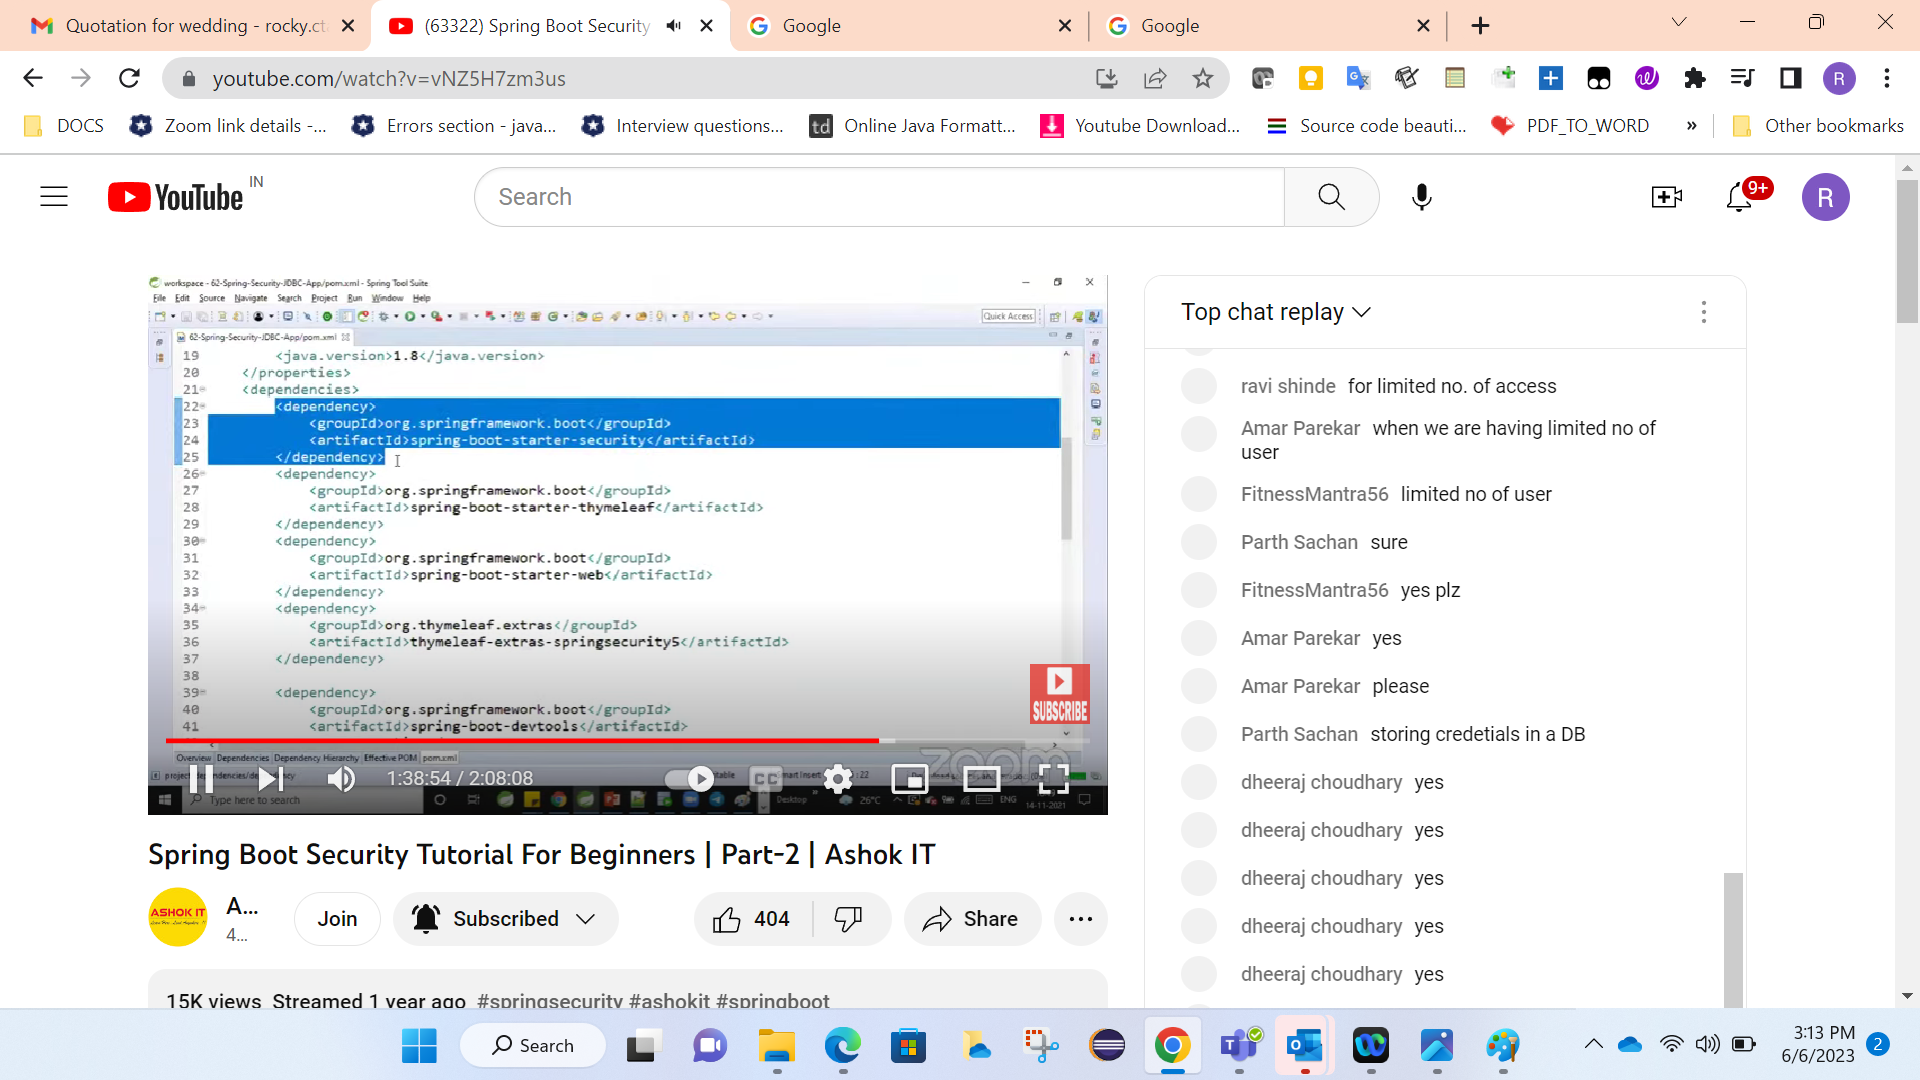 Quotation for wedding - rocky.ct
(63322) Spring Boot Security
Google
Google
youtube.com/watch?v=vNZ5H7zm3us
R
DOCS
Zoom link details -...
Errors section - java...
Interview questions...
td
Online Java Formatt...
Youtube Download...
Source code beauti...
PDF_TO_WORD
»
Other bookmarks
YouTube
IN
Search
9+
R
workspace - 62-Spring-Security-JDBC-App/pom.xml - Spring Tool Suite
File Edit Source Navigate Search Project Run Window Help
Quick Access
62-Spring-Security-JDBC-App/pom.xml
19 <java.version>1.8</java.version>
20 </properties>
21 <dependencies>
22 <dependency>
23 <groupId>org.springframework.boot</groupId>
24 <artifactId>spring-boot-starter-security</artifactId>
25 </dependency>
26 <dependency>
27 <groupId>org.springframework.boot</groupId>
28 <artifactId>spring-boot-starter-thymeleaf</artifactId>
29 </dependency>
30 <dependency>
31 <groupId>org.springframework.boot</groupId>
32 <artifactId>spring-boot-starter-web</artifactId>
33 </dependency>
34 <dependency>
35 <groupId>org.thymeleaf.extras</groupId>
36 <artifactId>thymeleaf-extras-springsecurity5</artifactId>
37 </dependency>
38
39 <dependency>
40 <groupId>org.springframework.boot</groupId>
41 <artifactId>spring-boot-devtools</artifactId>
SUBSCRIBE
Overview Dependencies Dependency Hierarchy Effective POM pom.xml
zoom
1:38:54 / 2:08:08
CC
Type here to search
Desktop
26°C
ENG
14-11-2021
Spring Boot Security Tutorial For Beginners | Part-2 | Ashok IT
ASHOK IT
A...
4...
Join
Subscribed
404
Share
15K views Streamed 1 year ago #springsecurity #ashokit #springboot
Top chat replay
ravi shinde for limited no. of access
Amar Parekar when we are having limited no of
user
FitnessMantra56 limited no of user
Parth Sachan sure
FitnessMantra56 yes plz
Amar Parekar yes
Amar Parekar please
Parth Sachan storing credetials in a DB
dheeraj choudhary yes
dheeraj choudhary yes
dheeraj choudhary yes
dheeraj choudhary yes
dheeraj choudhary yes
Search
3:13 PM
6/6/2023
2